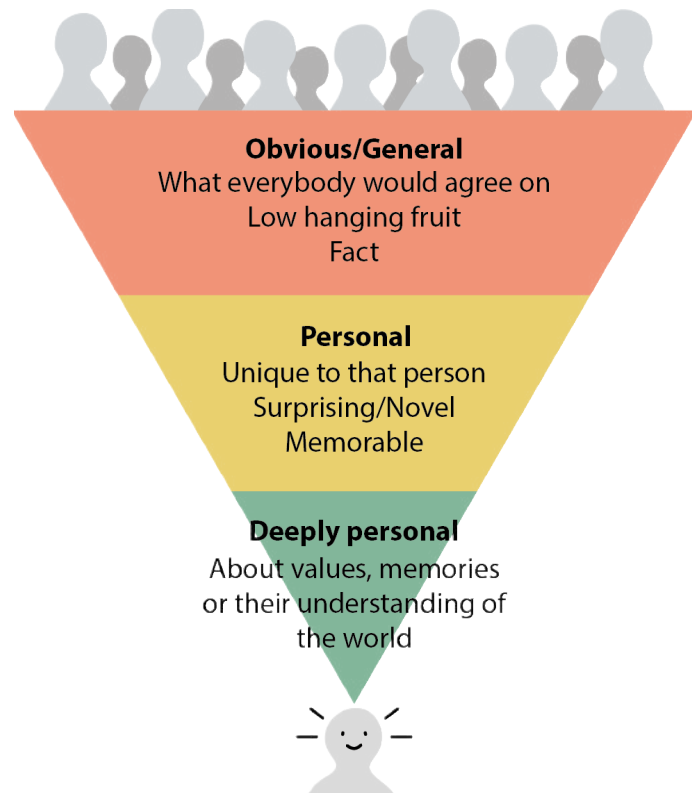 Obvious/General
What everybody would agree on
Low hanging fruit
Fact
Personal
Unique to that person
Surprising/Novel
Memorable
Deeply personal
About values, memories
or their understanding of
the world